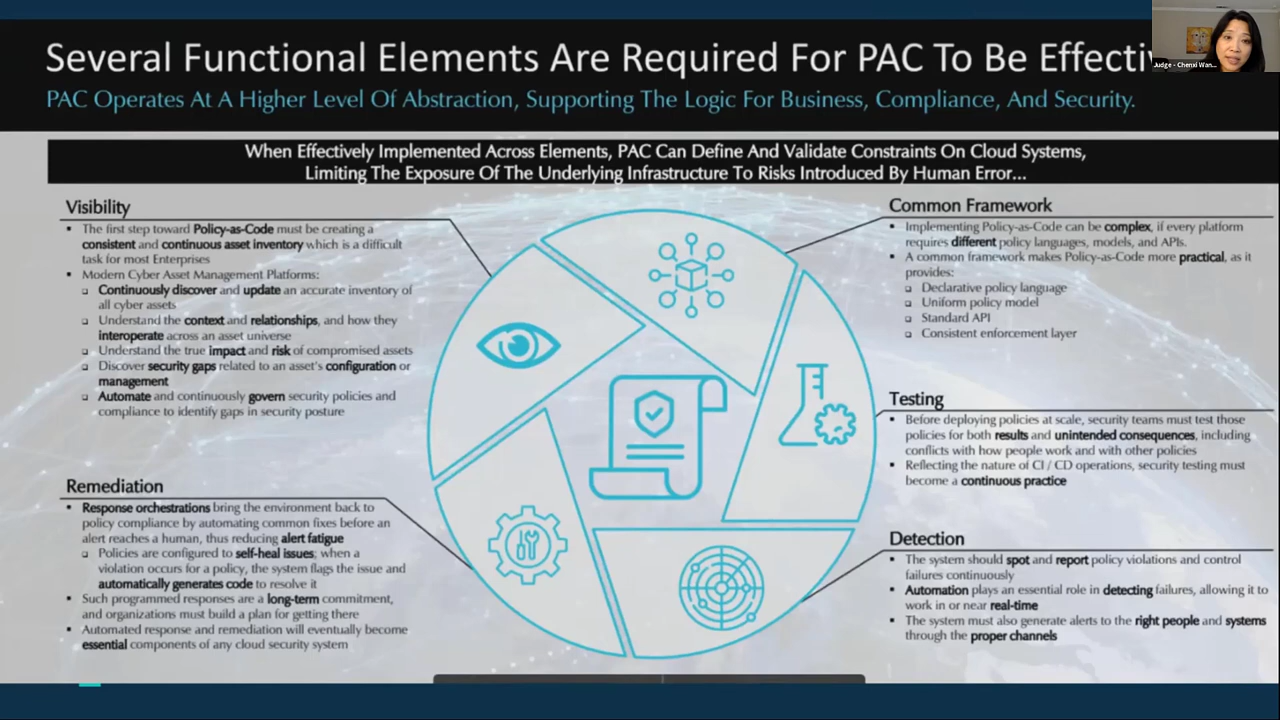 Several Functional Elements Are Required For PAC To Be Effectiv
PAC Operates At A Higher Level Of Abstraction, Supporting The Logic For Business, Compliance, And Security.
Judge - Chenxi Wan...
When Effectively Implemented Across Elements, PAC Can Define And Validate Constraints On Cloud Systems,
Limiting The Exposure Of The Underlying Infrastructure To Risks Introduced By Human Error...
Visibility
▪ The first step toward Policy-as-Code must be creating a
consistent and continuous asset inventory which is a difficult
task for most Enterprises
▪ Modern Cyber Asset Management Platforms:
❑ Continuously discover and update an accurate inventory of
all cyber assets
❑ Understand the context and relationships, and how they
interoperate across an asset universe
❑ Understand the true impact and risk of compromised assets
❑ Discover security gaps related to an asset's configuration or
management
❑ Automate and continuously govern security policies and
compliance to identify gaps in security posture
Remediation
▪ Response orchestrations bring the environment back to
policy compliance by automating common fixes before an
alert reaches a human, thus reducing alert fatigue
❑ Policies are configured to self-heal issues; when a
violation occurs for a policy, the system flags the issue and
automatically generates code to resolve it
▪ Such programmed responses are a long-term commitment,
and organizations must build a plan for getting there
▪ Automated response and remediation will eventually become
essential components of any cloud security system
Common Framework
▪ Implementing Policy-as-Code can be complex, if every platform
requires different policy languages, models, and APIs.
▪ A common framework makes Policy-as-Code more practical, as it
provides:
❑ Declarative policy language
❑ Uniform policy model
❑ Standard API
❑ Consistent enforcement layer
Testing
▪ Before deploying policies at scale, security teams must test those
policies for both results and unintended consequences, including
conflicts with how people work and with other policies
▪ Reflecting the nature of CI / CD operations, security testing must
become a continuous practice
Detection
▪ The system should spot and report policy violations and control
failures continuously
▪ Automation plays an essential role in detecting failures, allowing it to
work in or near real-time
▪ The system must also generate alerts to the right people and systems
through the proper channels